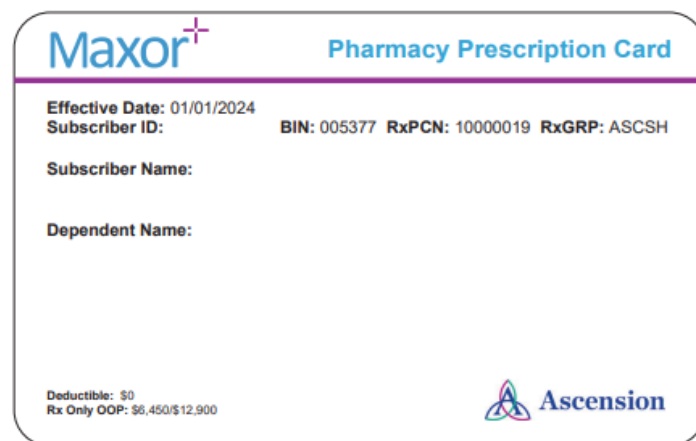 Maxor
Pharmacy Prescription Card
Effective Date: 01/01/2024
Subscriber ID: BIN: 005377 RxPCN: 10000019 RxGRP: ASCSH
Subscriber Name:
Dependent Name:
Deductible: $0
Rx Only OOP: $6,450/$12,900
Ascension